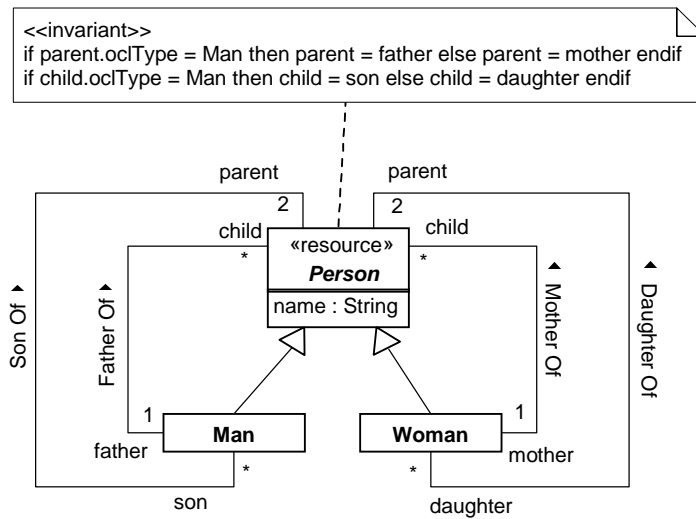 <<invariant>>
if parent.oclType = Man then parent = father else parent = mother endif
if child.oclType = Man then child = son else child = daughter endif
parent
parent
2
2
child
child
*
*
«resource»
Person
name : String
Son Of
Father Of
Mother Of
Daughter Of
1
1
Man
Woman
father
mother
*
*
son
daughter